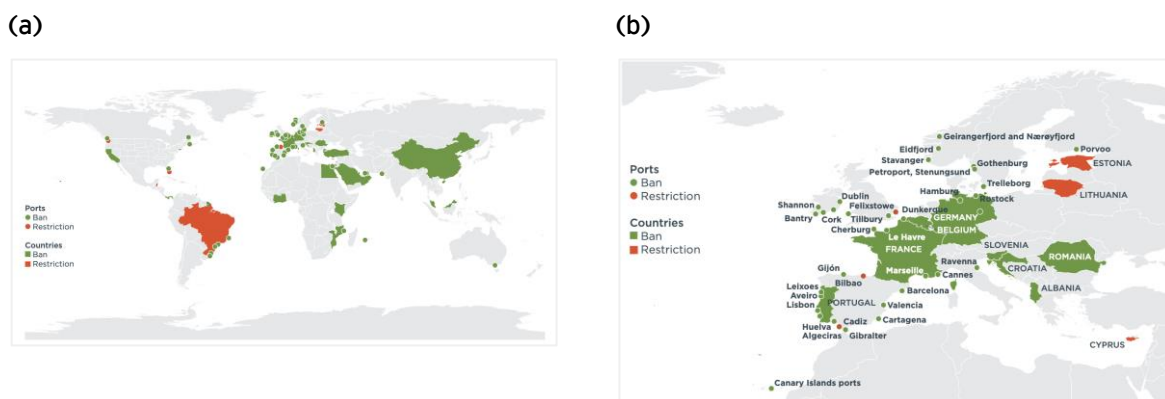 (a)
(b)
Ports
Ban
Restriction
Countries
Ban
Restriction
Ports
Ban
Restriction
Countries
Ban
Restriction
Geirangerfjord and Nærøyfjord
Eidfjord
Porvoo
Stavanger
Gothenburg
ESTONIA
Petroport, Stenungsund
Treileborg
LITHUANIA
Hamburg
Rostock
Dublin
Shannon
Felixstowe
Dunkerque
Bantry
Cork
Tillbury
GERMANY
Cherburg
BELGIUM
Le Havre
SLOVENIA
FRANCE
ROMANIA
Ravenna
CROATIA
Gijón
Marseille
Cannes
Bilbao
ALBANIA
Leixoes
Barcelona
Aveiro
PORTUGAL
Lisbon
Valencia
Huelva
Cadiz
Cartagena
Algeciras
Gibralter
CYPRUS
Canary Islands ports